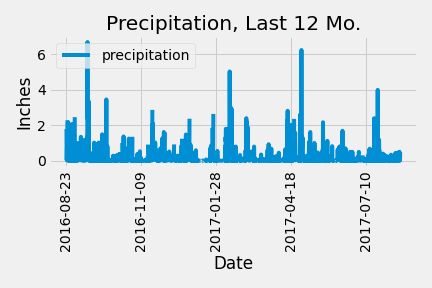 Precipitation, Last 12 Mo.
precipitation
Inches
6
4
2
0
2016-08-23
2016-11-09
2017-01-28
2017-04-18
2017-07-10
Date